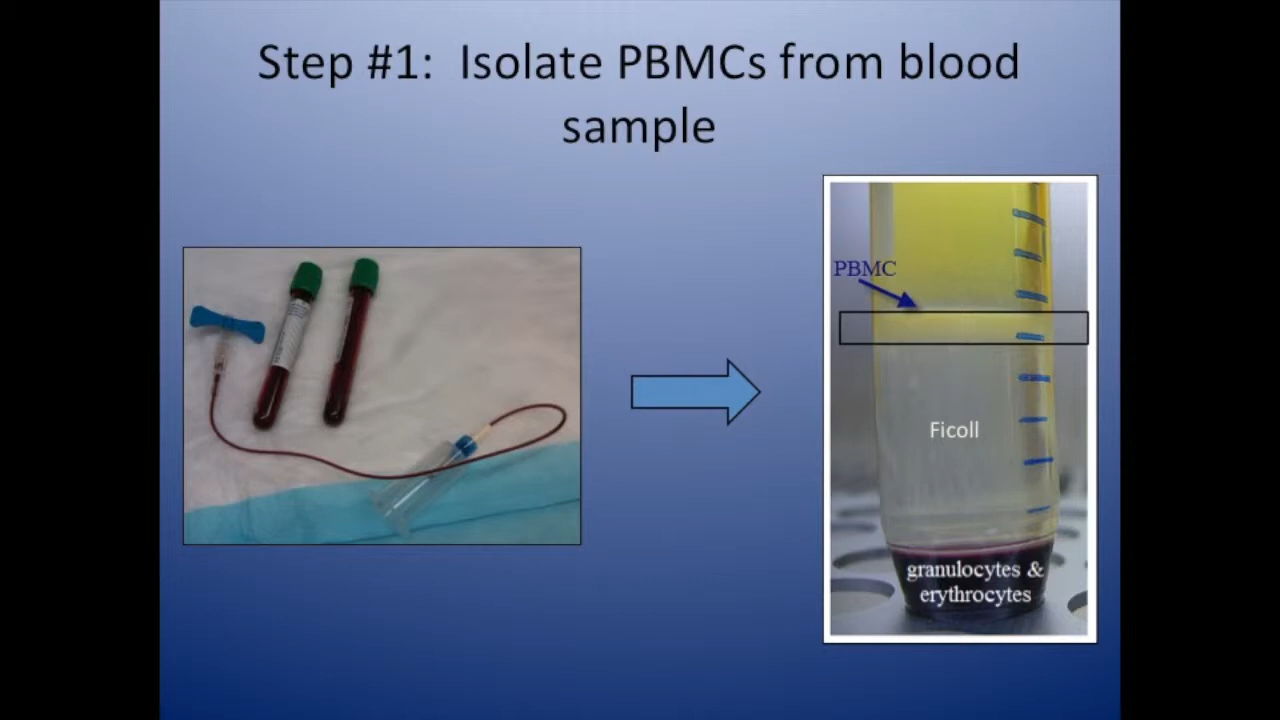 Step #1:  Isolate PBMCs from blood
sample
PBMC
Ficoll
granulocytes &
erythrocytes